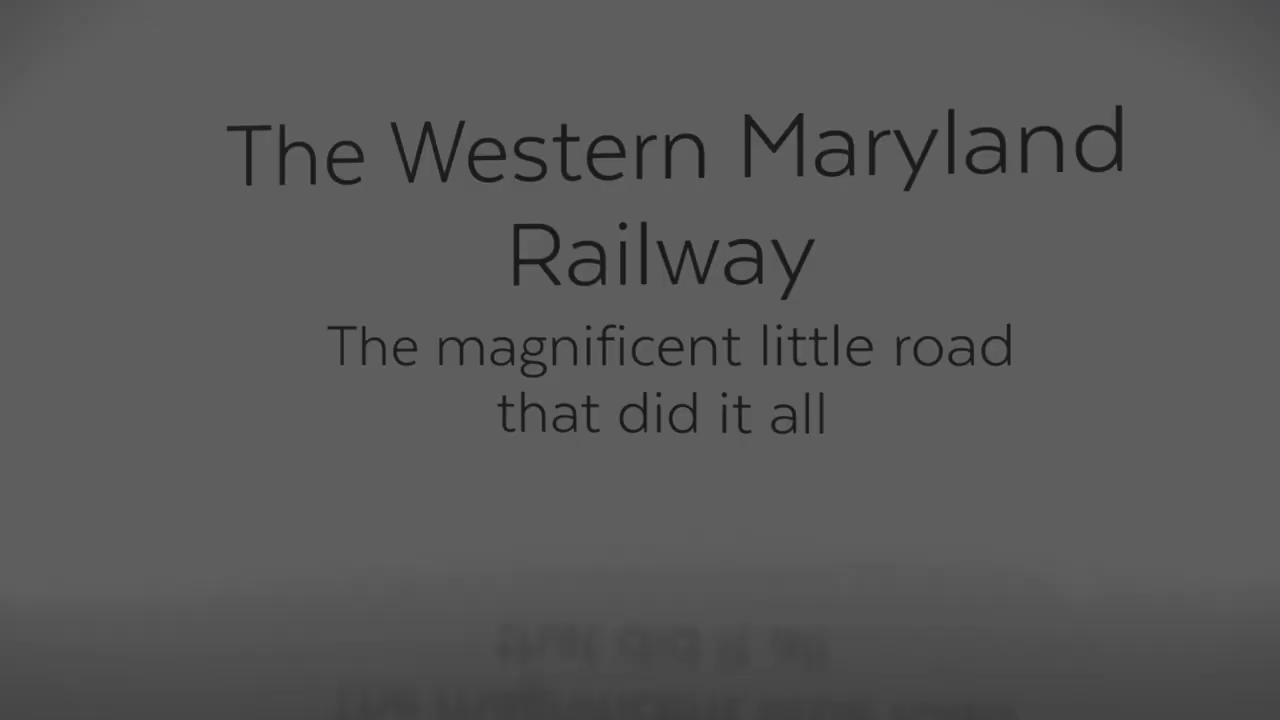 The Western Maryland
Railway
The magnificent little road
that did it all